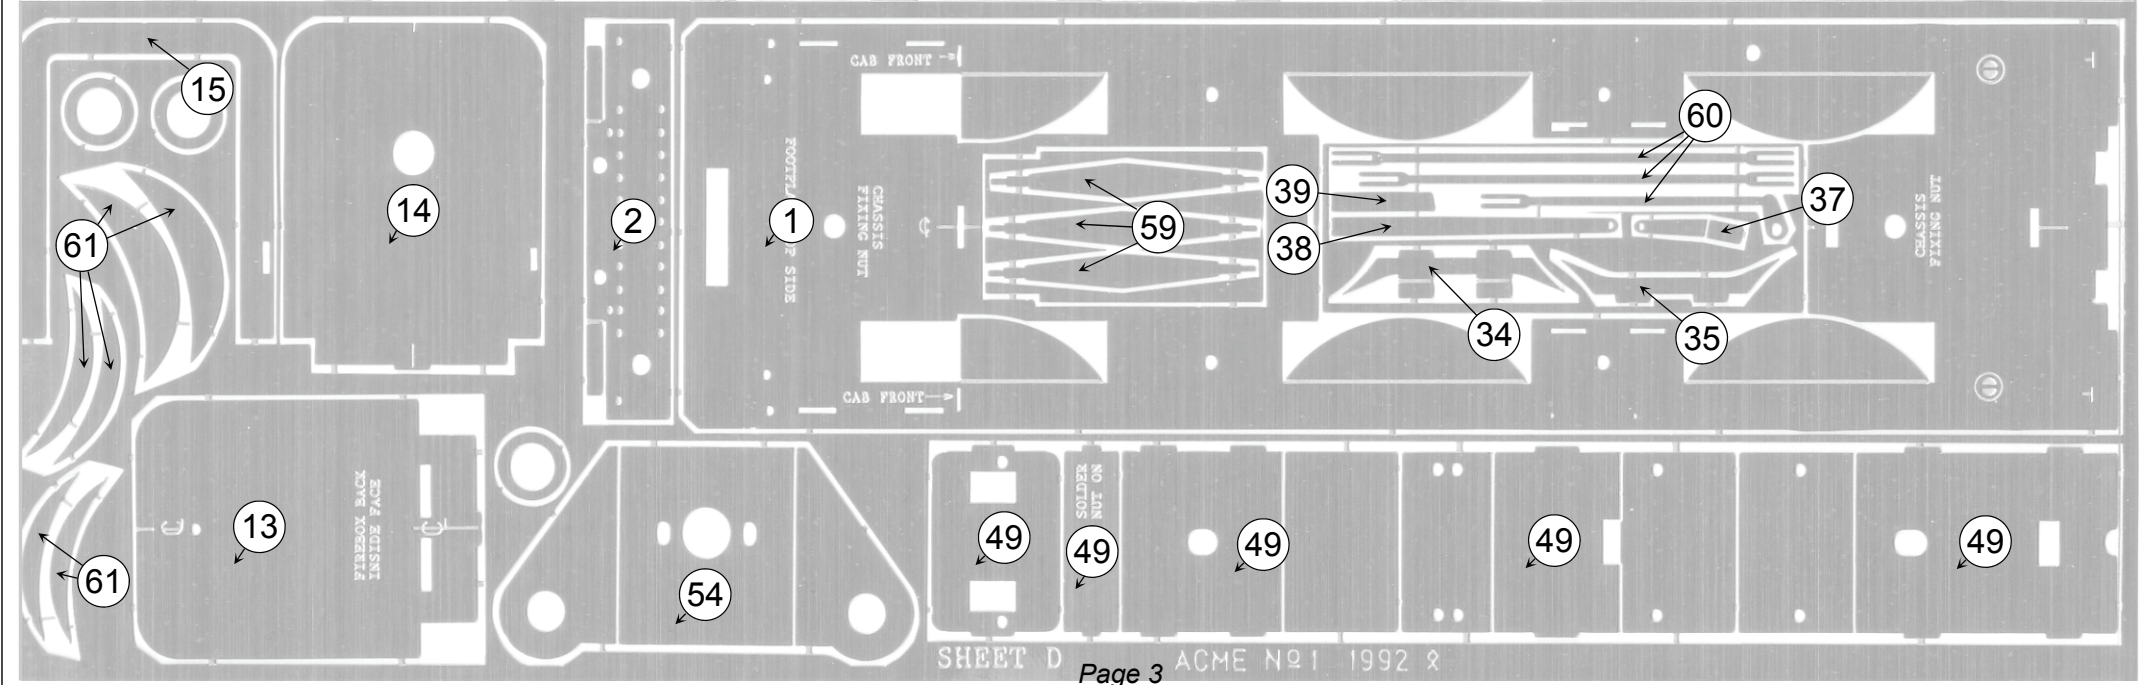 15
14
2
1
CAB FRONT
60
39
37
59
38
61
FOOTPLA P SIDE
CHASSIS
FIXING NUT
CHASSIS
FIXING NUT
34
35
CAB FRONT
13
FIREBOX BACK
INSIDE FACE
61
54
SOLDER
NUT ON
49
49
49
49
49
SHEET D
ACME Nº1 1992
Page 3